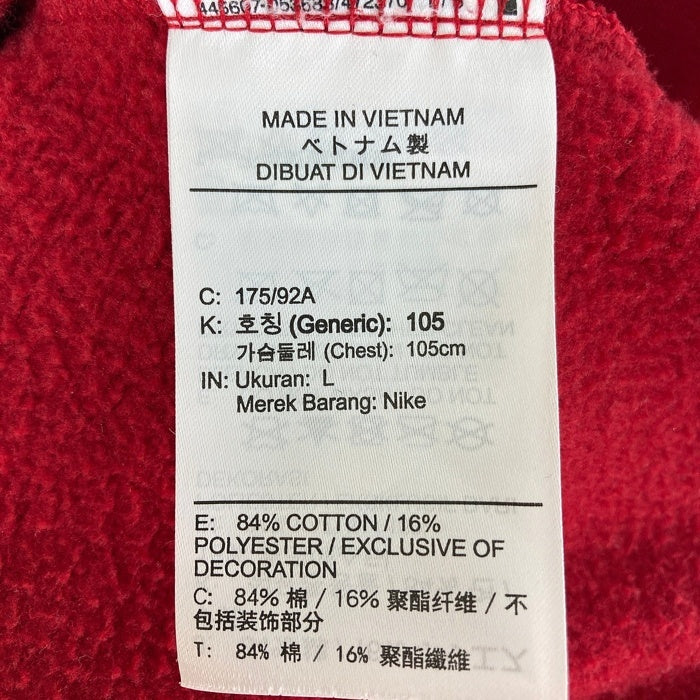 MADE IN VIETNAM
ベトナム製
DIBUAT DI VIETNAM
C: 175/92A
K: 호칭 (Generic): 105
가슴둘레 (Chest): 105cm
IN: Ukuran: L
Merek Barang: Nike
E: 84% COTTON / 16%
POLYESTER / EXCLUSIVE OF
DECORATION
C: 84% 棉 / 16% 聚酯纤维 / 不
包括装饰部分
T: 84% 棉 / 16% 聚酯纖維